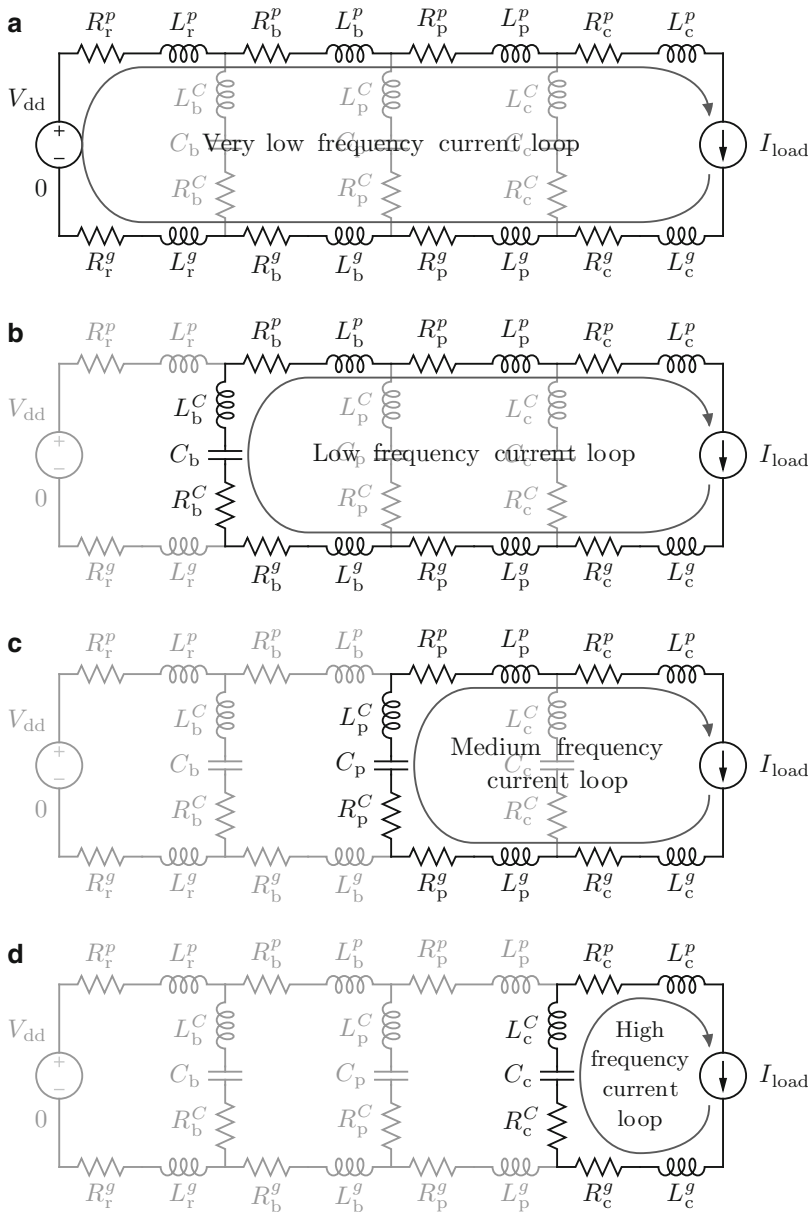 a
R_r^p L_r^p R_b^p L_b^p R_p^p L_p^p R_c^p L_c^p
V_dd
+
−
0
L_b^C L_p^C L_c^C
C_b C_p C_c
R_b^C R_p^C R_c^C
Very low frequency current loop
I_load
R_r^g L_r^g R_b^g L_b^g R_p^g L_p^g R_c^g L_c^g
b
R_r^p L_r^p R_b^p L_b^p R_p^p L_p^p R_c^p L_c^p
V_dd
+
−
0
L_b^C L_p^C L_c^C
C_b C_p C_c
R_b^C R_p^C R_c^C
Low frequency current loop
I_load
R_r^g L_r^g R_b^g L_b^g R_p^g L_p^g R_c^g L_c^g
c
R_r^p L_r^p R_b^p L_b^p R_p^p L_p^p R_c^p L_c^p
V_dd
+
−
0
L_b^C L_p^C L_c^C
C_b C_p C_c
R_b^C R_p^C R_c^C
Medium frequency
current loop
I_load
R_r^g L_r^g R_b^g L_b^g R_p^g L_p^g R_c^g L_c^g
d
R_r^p L_r^p R_b^p L_b^p R_p^p L_p^p R_c^p L_c^p
V_dd
+
−
0
L_b^C L_p^C L_c^C
C_b C_p C_c
R_b^C R_p^C R_c^C
High
frequency
current
loop
I_load
R_r^g L_r^g R_b^g L_b^g R_p^g L_p^g R_c^g L_c^g